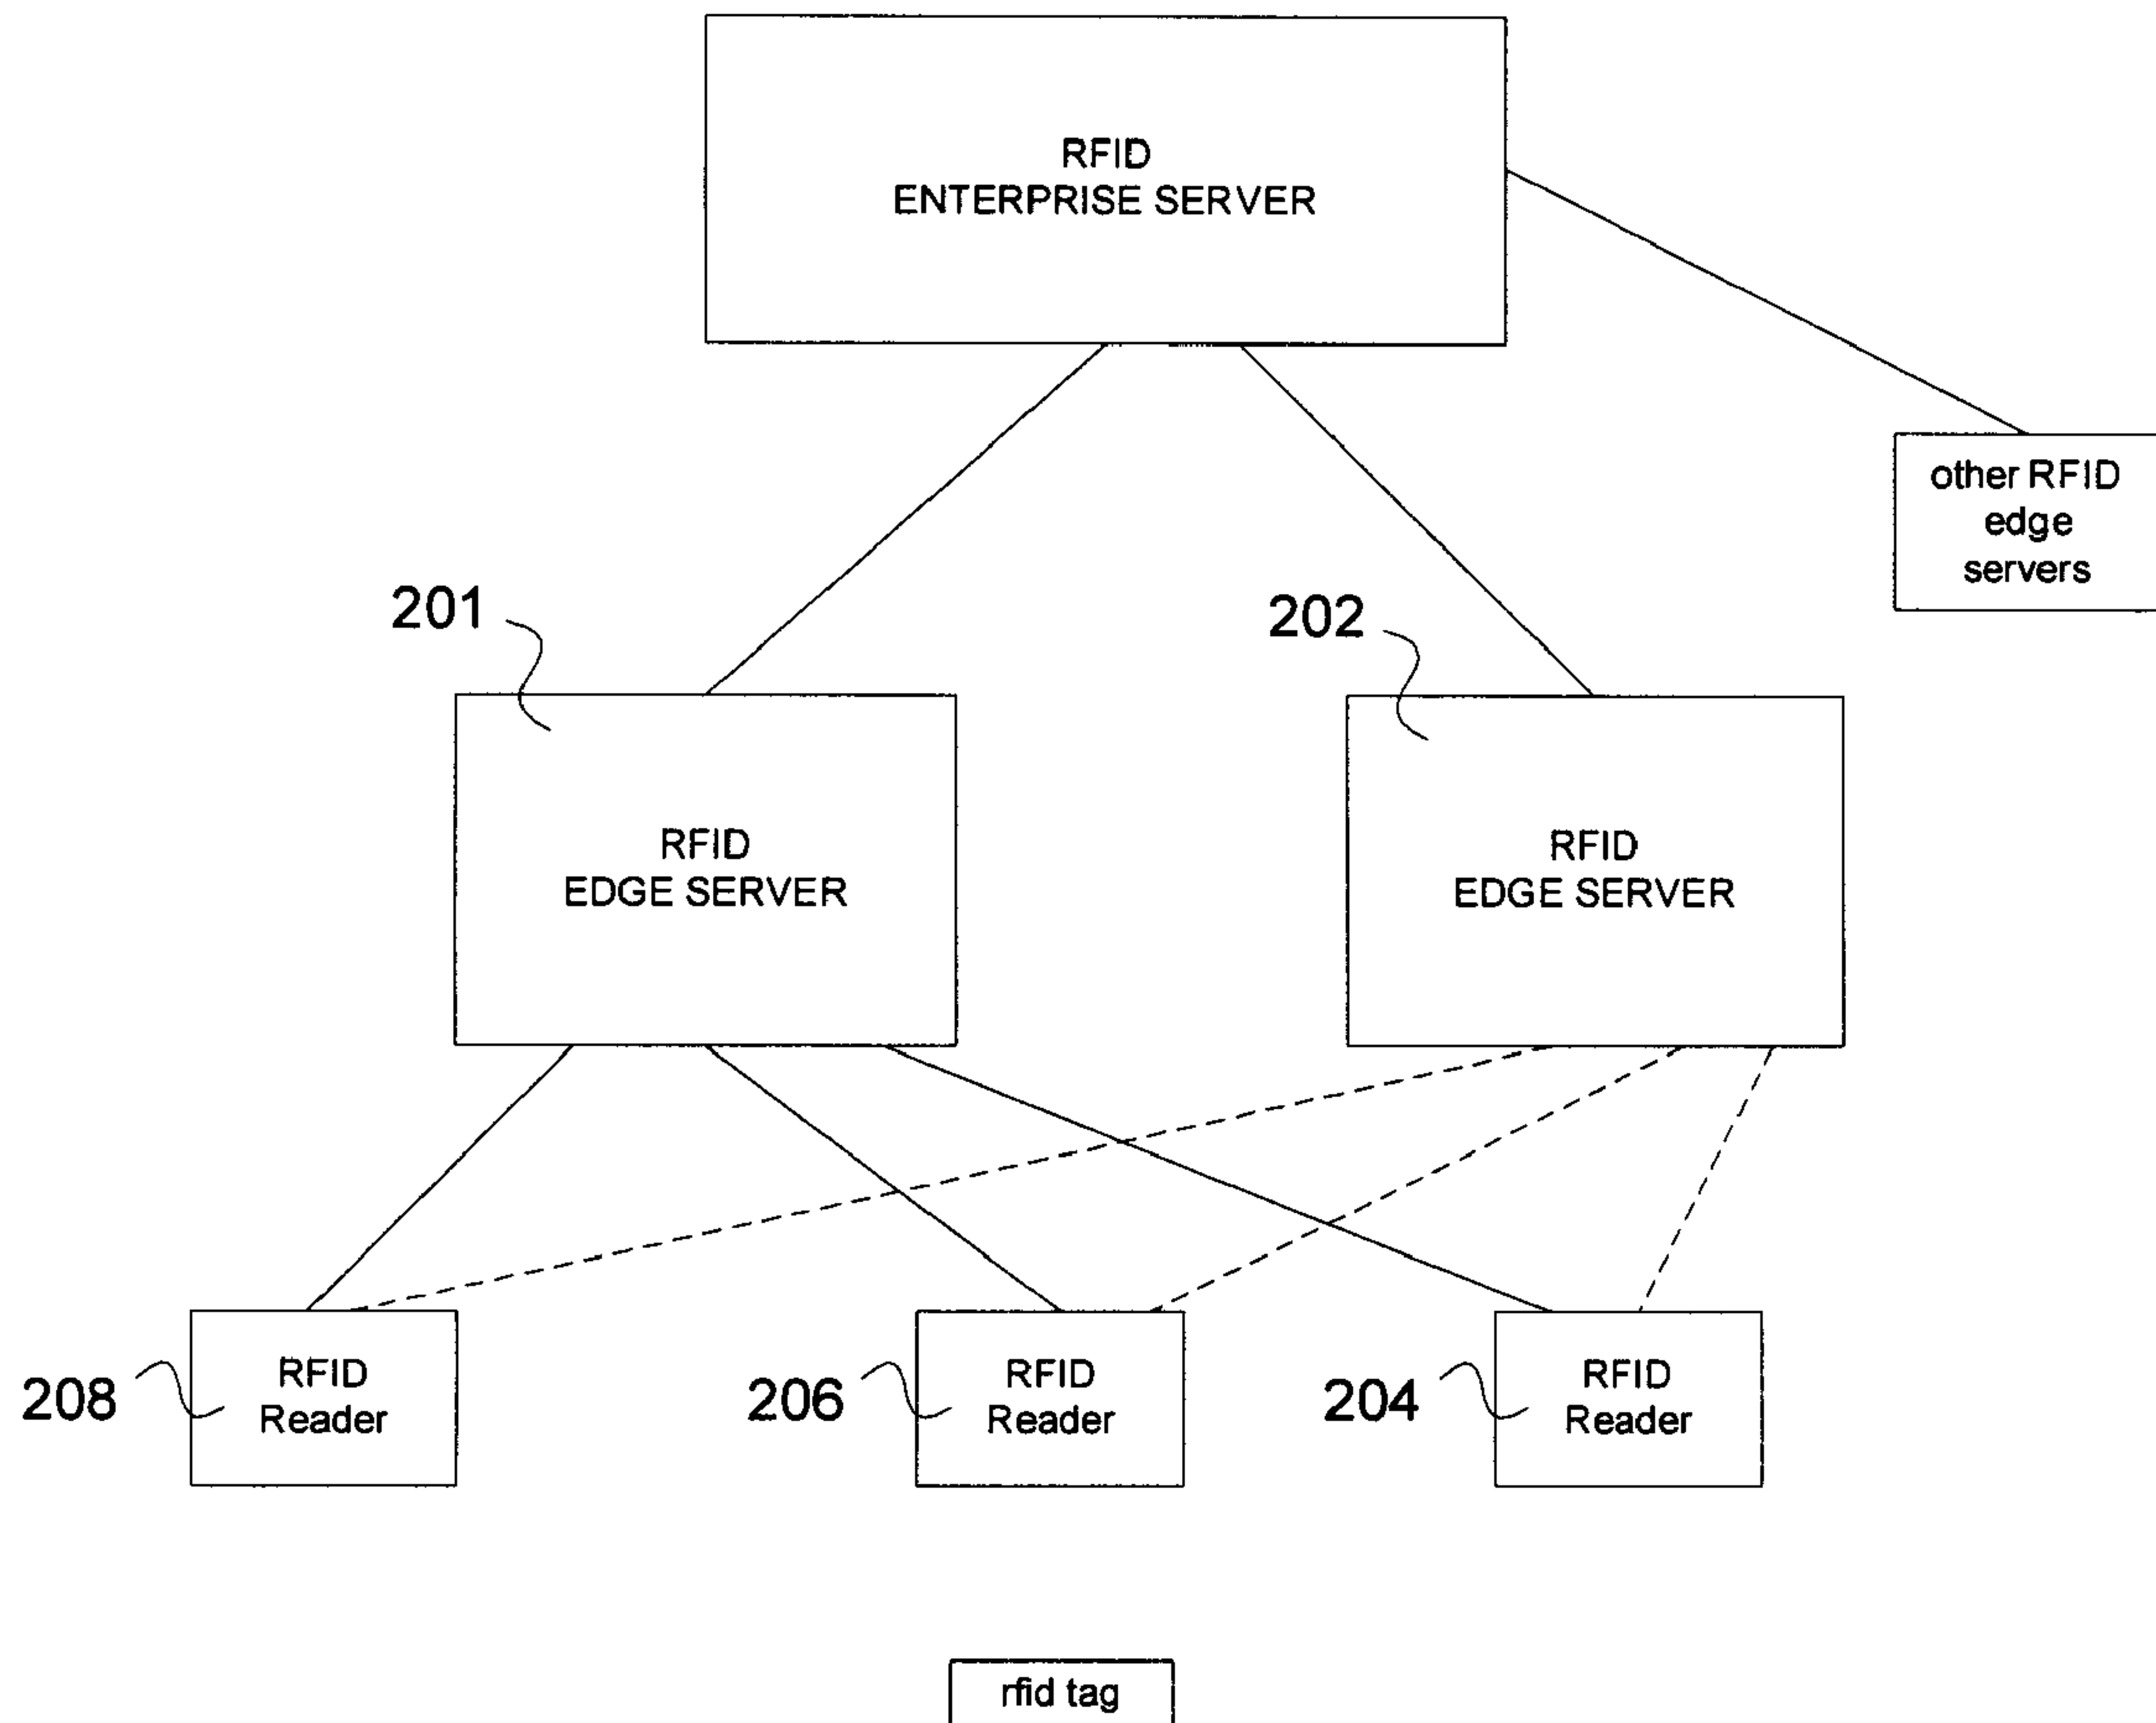 RFID
ENTERPRISE SERVER
other RFID
edge
servers
201
202
RFID
EDGE SERVER
RFID
EDGE SERVER
208
RFID
Reader
206
RFID
Reader
204
RFID
Reader
rfid tag